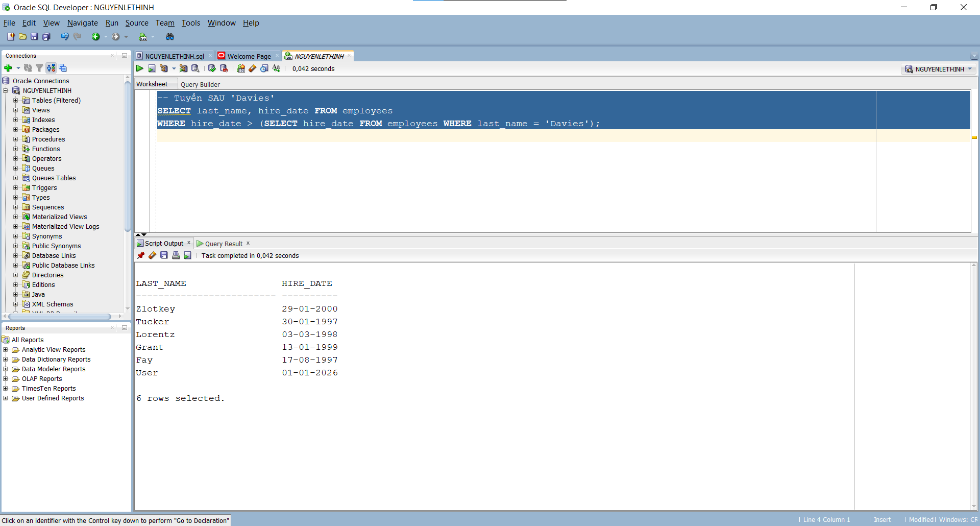 Oracle SQL Developer : NGUYENLETHINH
File Edit View Navigate Run Source Team Tools Window Help
Connections
NGUYENLETHINH.sql
Welcome Page
NGUYENLETHINH
0,042 seconds
NGUYENLETHINH
Worksheet
Query Builder
Oracle Connections
NGUYENLETHINH
Tables (Filtered)
Views
Indexes
Packages
Procedures
Functions
Operators
Queues
Queues Tables
Triggers
Types
Sequences
Materialized Views
Materialized View Logs
Synonyms
Public Synonyms
Database Links
Public Database Links
Directories
Editions
Java
XML Schemas
-- Tuyển SAU 'Davies'
SELECT last_name, hire_date FROM employees
WHERE hire_date > (SELECT hire_date FROM employees WHERE last_name = 'Davies');
Script Output
Query Result
Task completed in 0,042 seconds
LAST_NAME HIRE_DATE
------------------------- ----------
Zlotkey 29-01-2000
Tucker 30-01-1997
Lorentz 03-03-1998
Grant 13-01-1999
Fay 17-08-1997
User 01-01-2026
6 rows selected.
Reports
All Reports
Analytic View Reports
Data Dictionary Reports
Data Modeler Reports
OLAP Reports
TimesTen Reports
User Defined Reports
Click on an identifier with the Control key down to perform "Go to Declaration"
Line 4 Column 1
Insert
Modified
Windows: CF